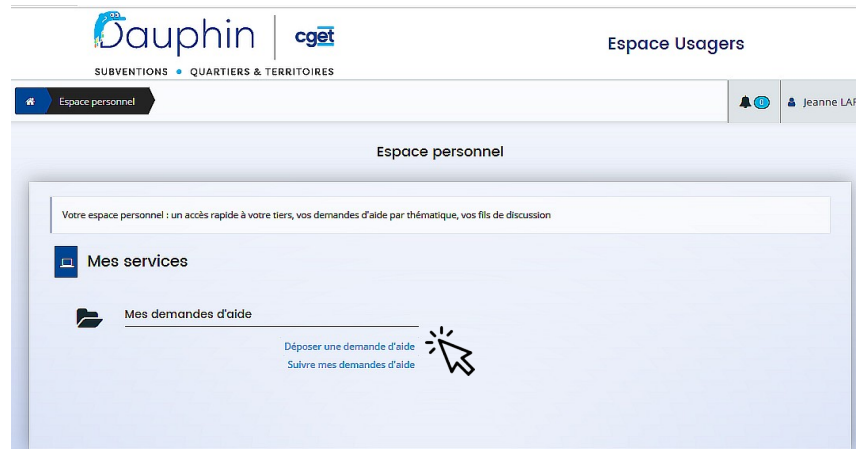 Dauphin
cget
SUBVENTIONS • QUARTIERS & TERRITOIRES
Espace Usagers
Espace personnel
0
Jeanne LAF
Espace personnel
Votre espace personnel : un accès rapide à votre tiers, vos demandes d'aide par thématique, vos fils de discussion
Mes services
Mes demandes d'aide
Déposer une demande d'aide
Suivre mes demandes d'aide